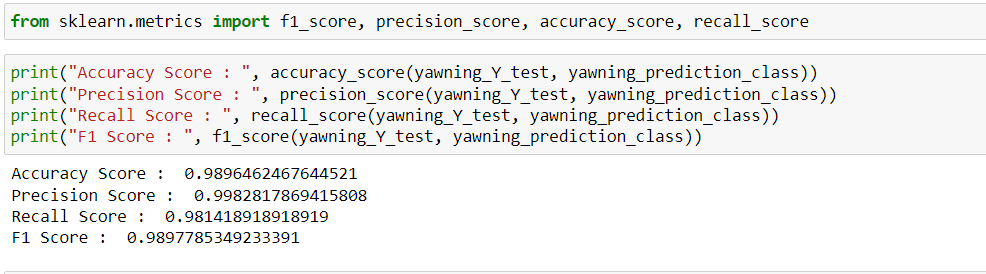 from sklearn.metrics import f1_score, precision_score, accuracy_score, recall_score
print("Accuracy Score : ", accuracy_score(yawning_Y_test, yawning_prediction_class))
print("Precision Score : ", precision_score(yawning_Y_test, yawning_prediction_class))
print("Recall Score : ", recall_score(yawning_Y_test, yawning_prediction_class))
print("F1 Score : ", f1_score(yawning_Y_test, yawning_prediction_class))
Accuracy Score :  0.9896462467644521
Precision Score :  0.9982817869415808
Recall Score :  0.981418918918919
F1 Score :  0.9897785349233391